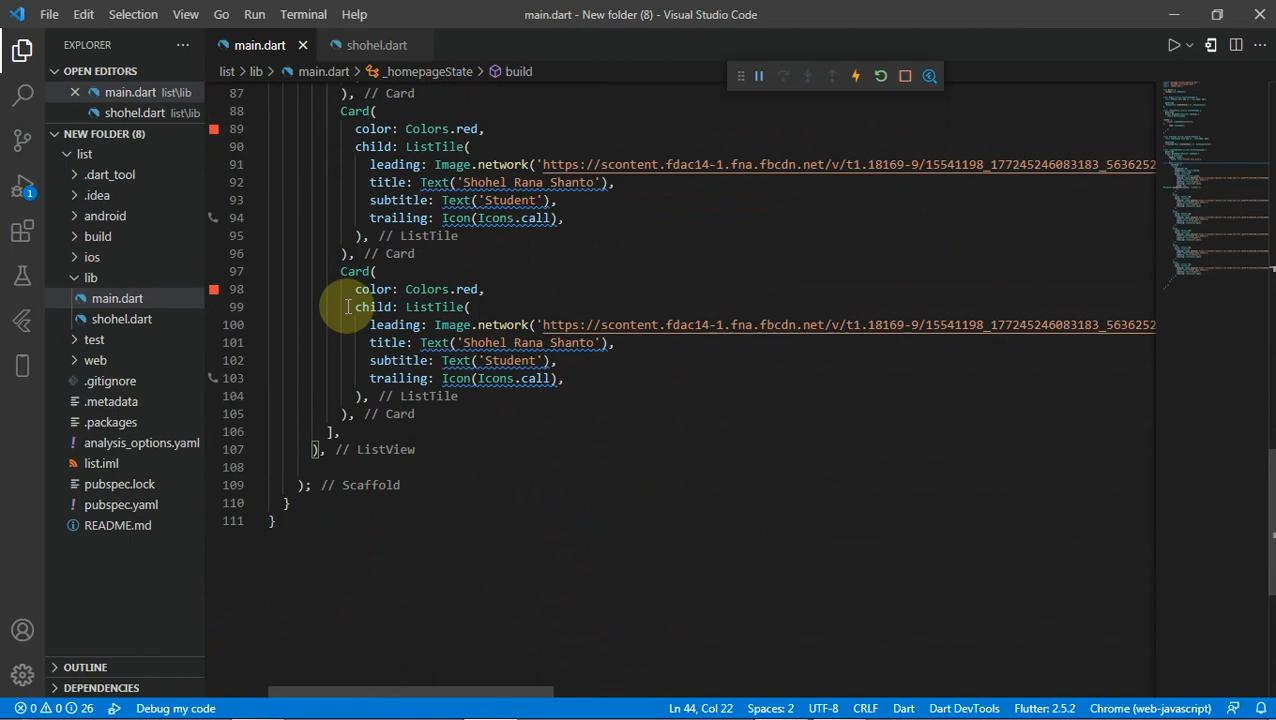 File Edit Selection View Go Run Terminal Help
main.dart - New folder (8) - Visual Studio Code
EXPLORER
OPEN EDITORS
main.dart list\lib
shohel.dart list\lib
NEW FOLDER (8)
list
.dart_tool
.idea
android
build
ios
lib
main.dart
shohel.dart
test
web
.gitignore
.metadata
.packages
analysis_options.yaml
list.iml
pubspec.lock
pubspec.yaml
README.md
OUTLINE
DEPENDENCIES
1
main.dart shohel.dart
list > lib > main.dart > _homepageState > build
87 ), // Card
88 Card(
89 color: Colors.red,
90 child: ListTile(
91 leading: Image.network('https://scontent.fdac14-1.fna.fbcdn.net/v/t1.18169-9/15541198_177245246083183_5636252
92 title: Text('Shohel Rana Shanto'),
93 subtitle: Text('Student'),
94 trailing: Icon(Icons.call),
95 ), // ListTile
96 ), // Card
97 Card(
98 color: Colors.red,
99 child: ListTile(
100 leading: Image.network('https://scontent.fdac14-1.fna.fbcdn.net/v/t1.18169-9/15541198_177245246083183_5636252
101 title: Text('Shohel Rana Shanto'),
102 subtitle: Text('Student'),
103 trailing: Icon(Icons.call),
104 ), // ListTile
105 ), // Card
106 ],
107 ), // ListView
108
109 ); // Scaffold
110 }
111 }
0 0 26 Debug my code
Ln 44, Col 22 Spaces: 2 UTF-8 CRLF Dart Dart DevTools Flutter: 2.5.2 Chrome (web-javascript)